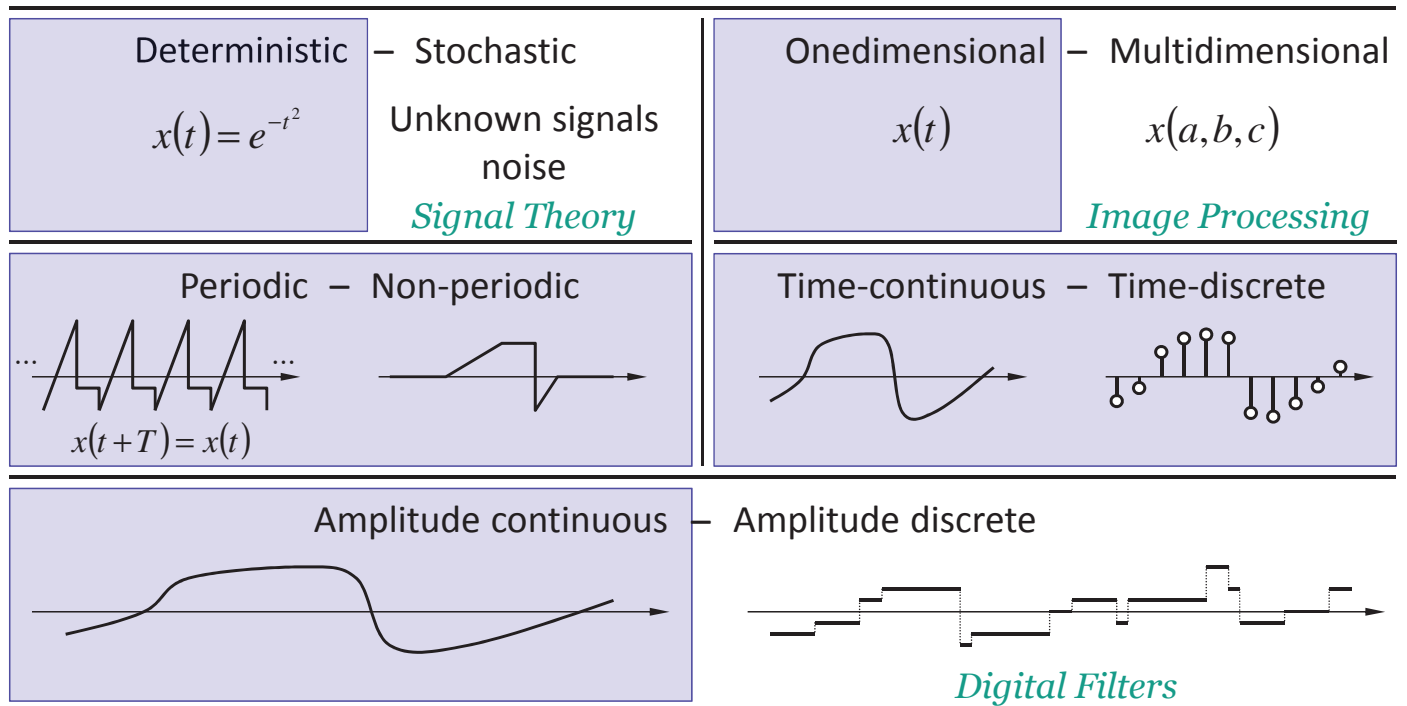 Deterministic – Stochastic
x(t) = e^{-t^2}
Unknown signals
noise
Signal Theory
Onedimensional – Multidimensional
x(t)
x(a,b,c)
Image Processing
Periodic – Non-periodic
... ...
x(t+T) = x(t)
Time-continuous – Time-discrete
Amplitude continuous – Amplitude discrete
Digital Filters